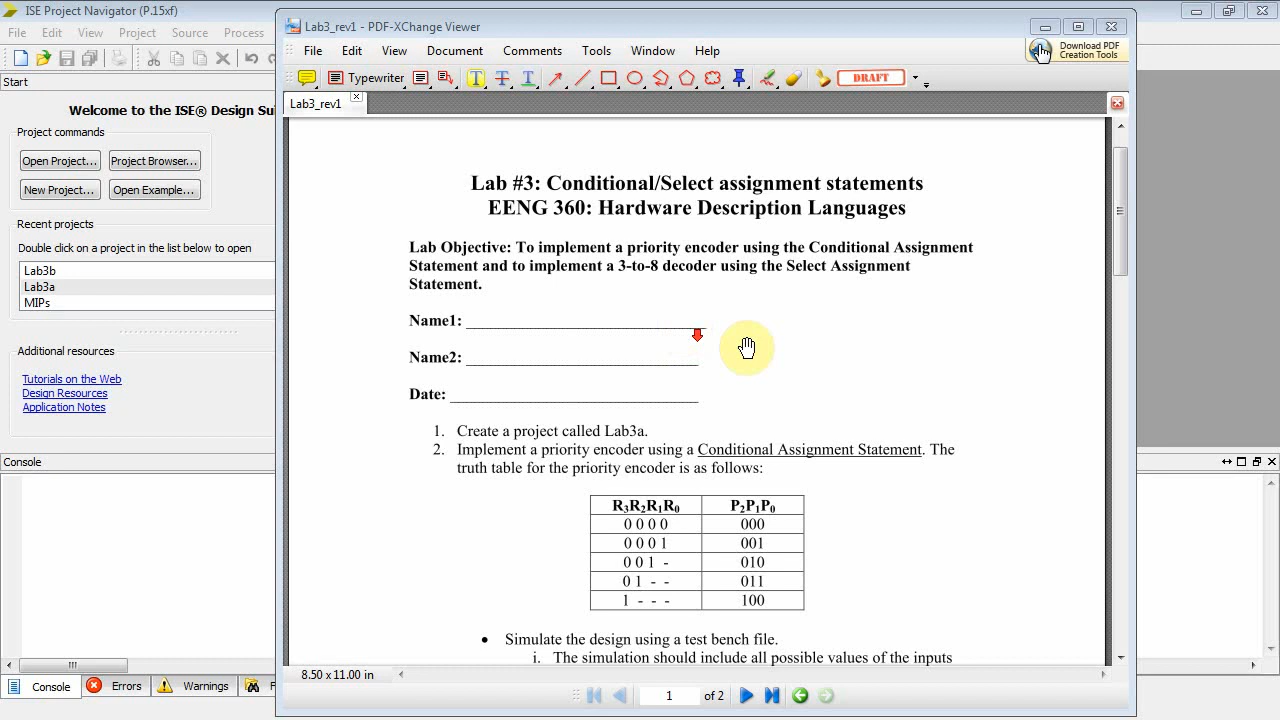 ISE Project Navigator (P.15xf)
File Edit View Project Source Process
Start
Welcome to the ISE® Design Su
Project commands
Open Project... Project Browser...
New Project... Open Example...
Recent projects
Double click on a project in the list below to open
Lab3b
Lab3a
MIPs
Additional resources
Tutorials on the Web
Design Resources
Application Notes
Console
Console Errors Warnings F
Lab3_rev1 - PDF-XChange Viewer
File Edit View Document Comments Tools Window Help
Download PDF
Creation Tools
Typewriter T T T DRAFT
Lab3_rev1
Lab #3: Conditional/Select assignment statements
EENG 360: Hardware Description Languages
Lab Objective: To implement a priority encoder using the Conditional Assignment
Statement and to implement a 3-to-8 decoder using the Select Assignment
Statement.
Name1: ______________________________
Name2: _____________________________
Date: _______________________________
1. Create a project called Lab3a.
2. Implement a priority encoder using a Conditional Assignment Statement. The
truth table for the priority encoder is as follows:
R₃R₂R₁R₀ P₂P₁P₀
0 0 0 0 000
0 0 0 1 001
0 0 1 - 010
0 1 - - 011
1 - - - 100
• Simulate the design using a test bench file.
i. The simulation should include all possible values of the inputs
8.50 x 11.00 in
1 of 2